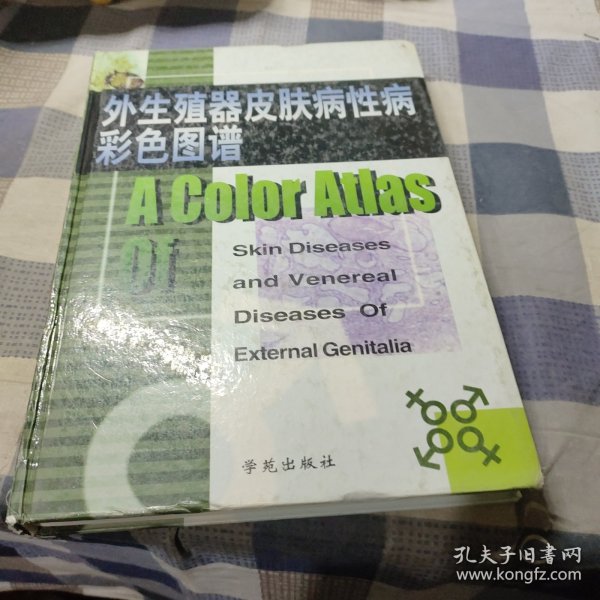 外生殖器皮肤病性病
彩色图谱
A Color Atlas
Of
Skin Diseases
and Venereal
Diseases Of
External Genitalia
学苑出版社
孔夫子旧书网
www.kongfz.com